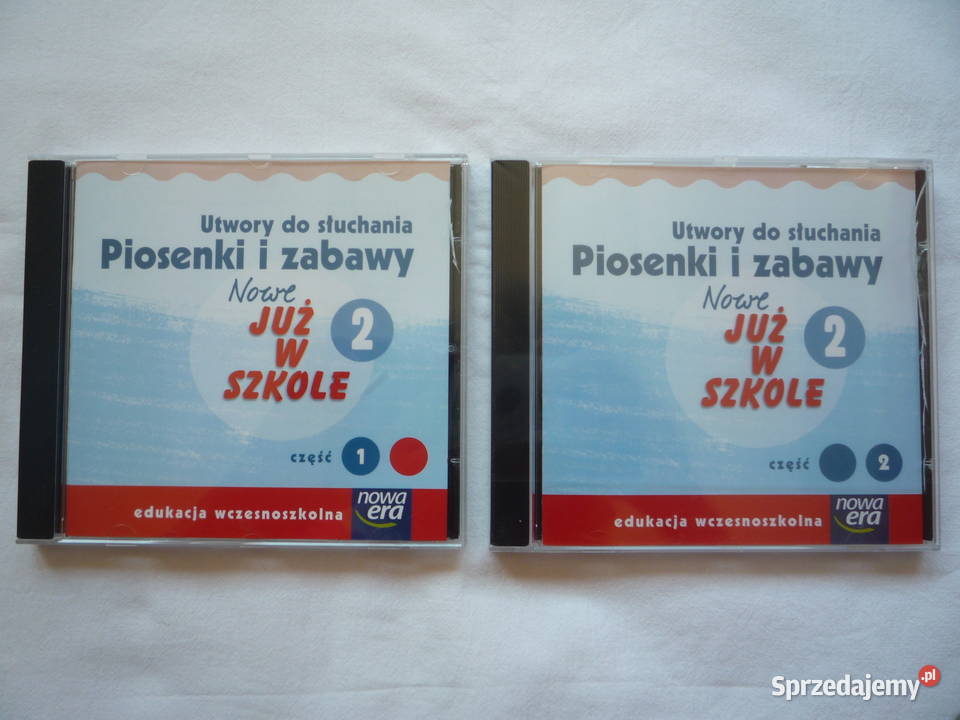 Utwory do słuchania
Piosenki i zabawy
Nowe
JUŻ
W
SZKOLE
2
część 1
edukacja wczesnoszkolna
nowa
era
Utwory do słuchania
Piosenki i zabawy
Nowe
JUŻ
W
SZKOLE
2
część 2
edukacja wczesnoszkolna
nowa
era
Sprzedajemy.pl